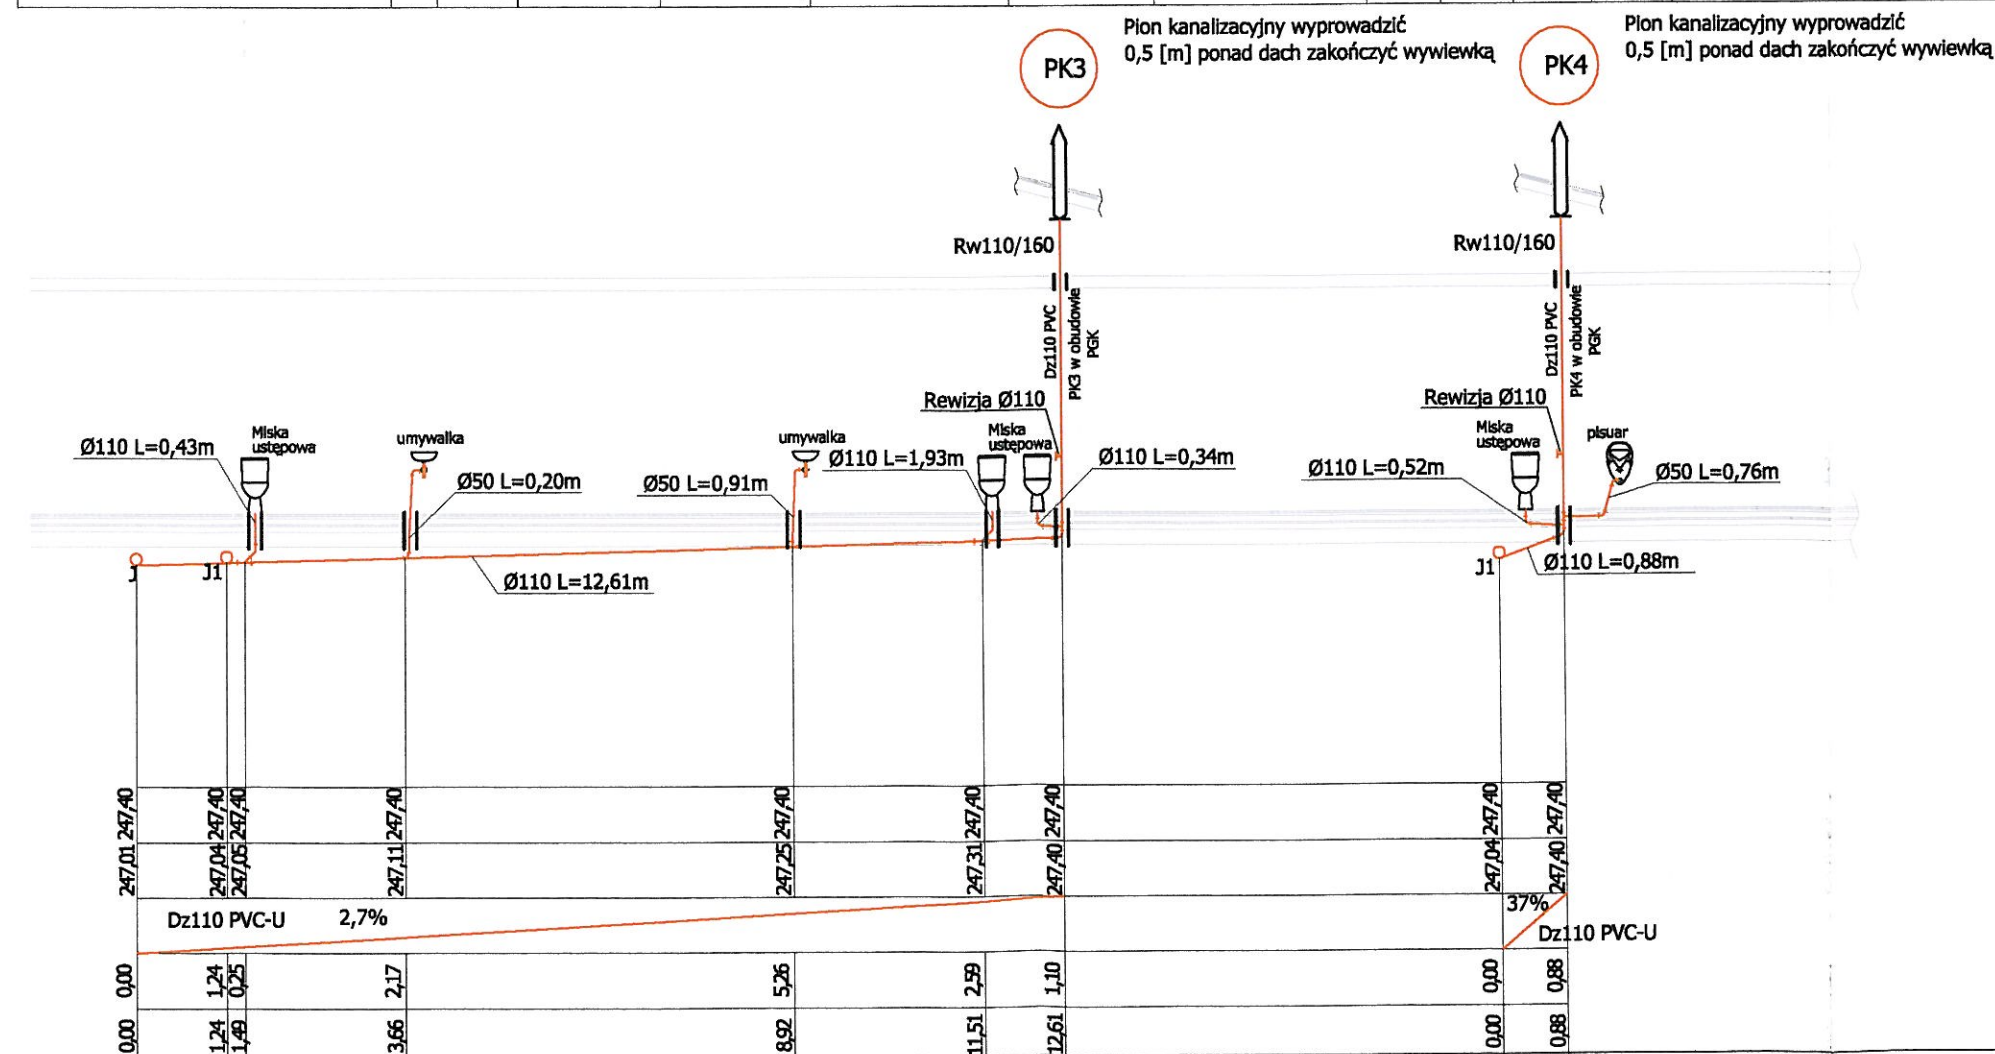 PK3
Pion kanalizacyjny wyprowadzić
0,5 [m] ponad dach zakończyć wywiewką
PK4
Pion kanalizacyjny wyprowadzić
0,5 [m] ponad dach zakończyć wywiewką
Rw110/160
Rw110/160
Dz110 PVC
PK3 w obudowie
PGK
Dz110 PVC
PK4 w obudowie
PGK
Rewizja Ø110
Rewizja Ø110
Ø110 L=0,43m
Miska
ustępowa
umywalka
Ø50 L=0,20m
umywalka
Ø50 L=0,91m
Ø110 L=1,93m
Miska
ustępowa
Ø110 L=0,34m
Ø110 L=0,52m
Miska
ustępowa
pisuar
Ø50 L=0,76m
J
J1
Ø110 L=12,61m
J1
Ø110 L=0,88m
247,40
247,40
247,40
247,40
247,40
247,40
247,40
247,40
247,40
247,01
247,04
247,05
247,11
247,25
247,31
247,40
247,04
247,40
Dz110 PVC-U
2,7%
37%
Dz110 PVC-U
0,00
1,24
0,25
2,17
5,26
2,59
1,10
0,00
0,88
0,00
1,24
1,49
3,66
8,92
11,51
12,61
0,00
0,88